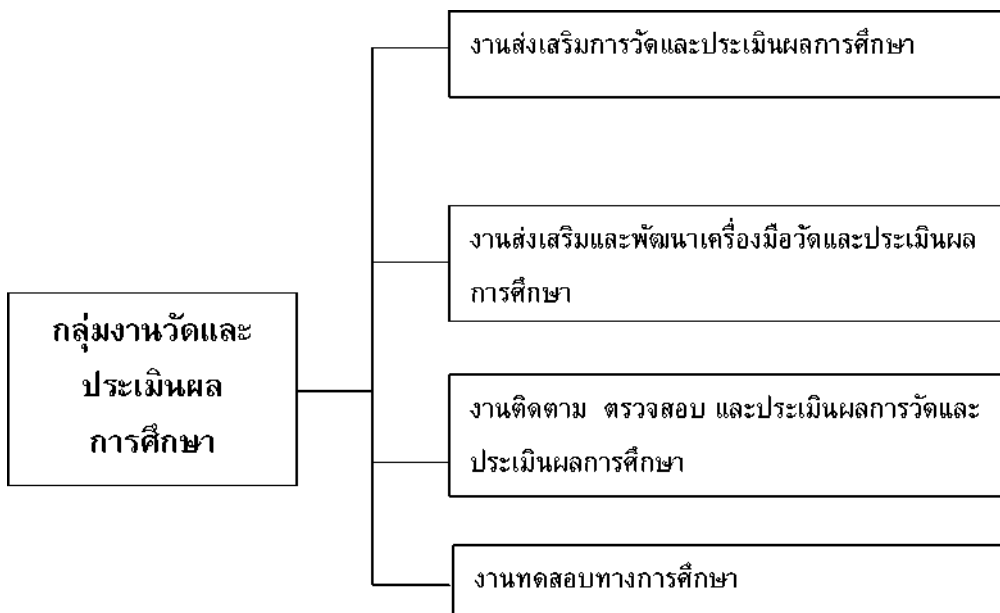 งานส่งเสริมการวัดและประเมินผลการศึกษา
งานส่งเสริมและพัฒนาเครื่องมือวัดและประเมินผล
การศึกษา
กลุ่มงานวัดและ
ประเมินผล
การศึกษา
งานติดตาม ตรวจสอบ และประเมินผลการวัดและ
ประเมินผลการศึกษา
งานทดสอบทางการศึกษา